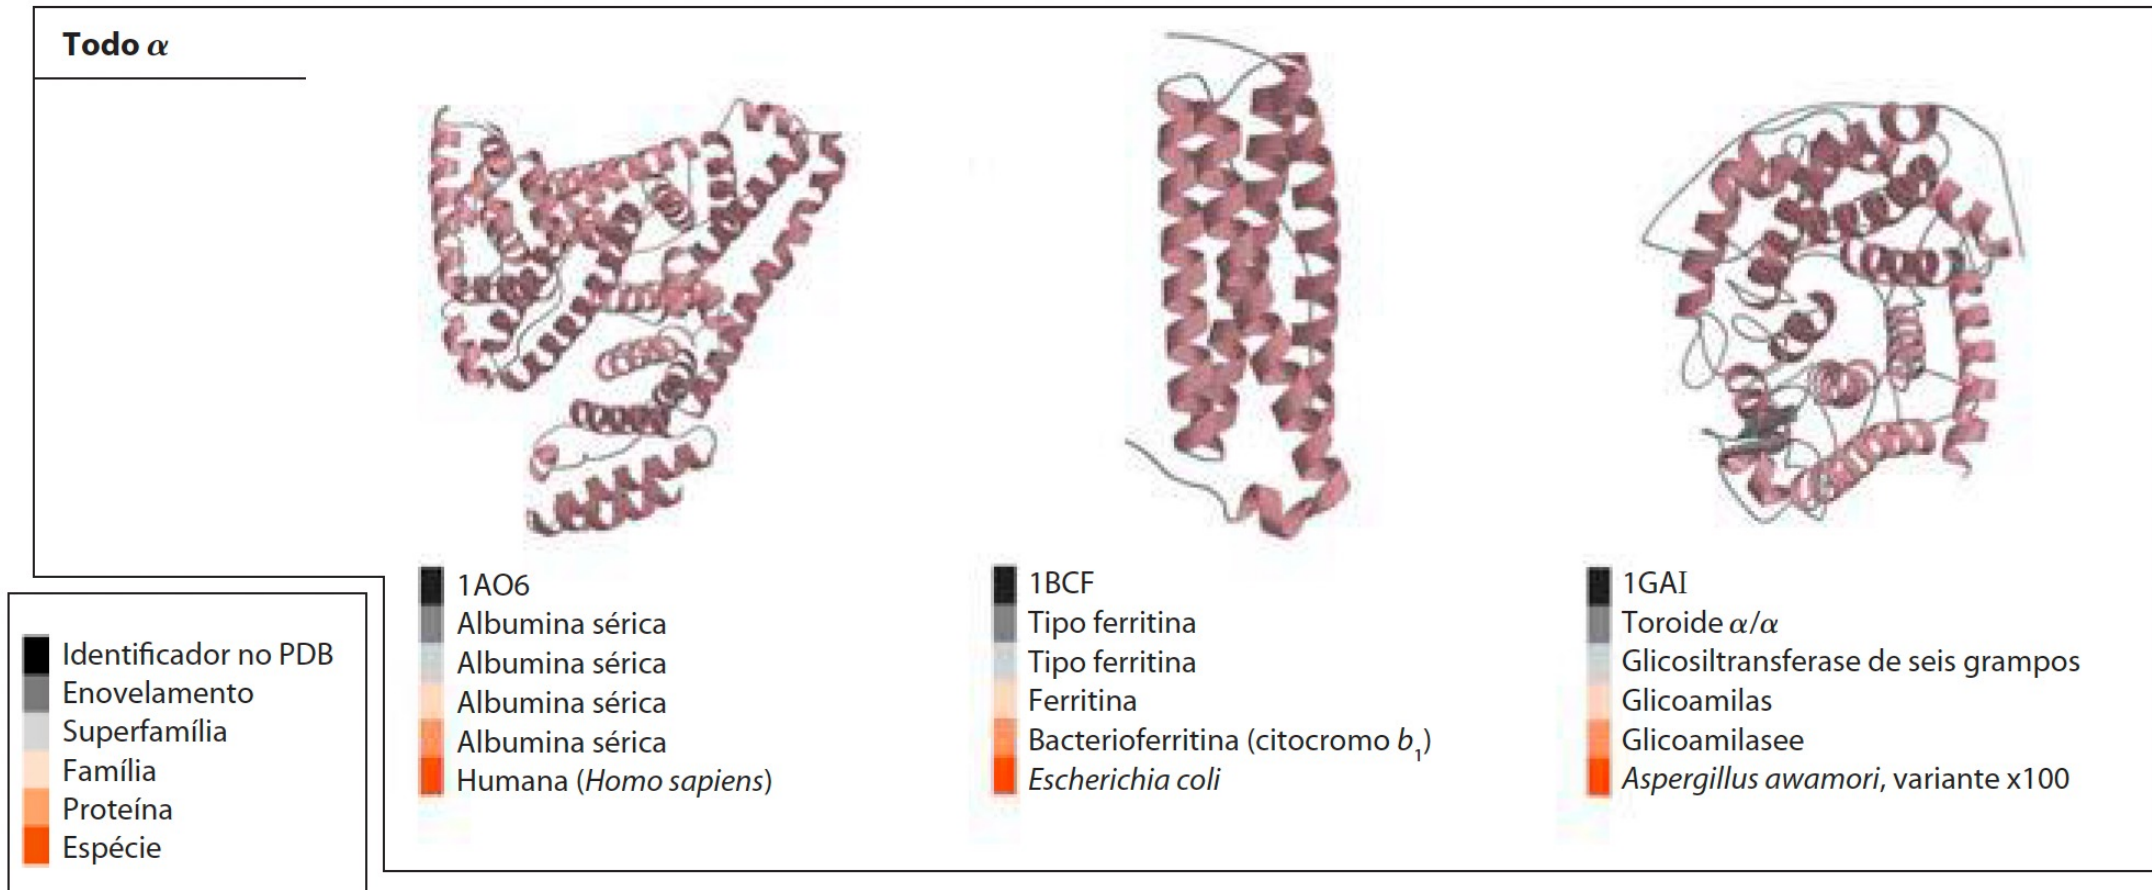 Todo α
1AO6
Albumina sérica
Albumina sérica
Albumina sérica
Albumina sérica
Humana (Homo sapiens)
1BCF
Tipo ferritina
Tipo ferritina
Ferritina
Bacterioferritina (citocromo b1)
Escherichia coli
1GAI
Toroide α/α
Glicosiltransferase de seis grampos
Glicoamilas
Glicoamilasee
Aspergillus awamori, variante x100
Identificador no PDB
Enovelamento
Superfamília
Família
Proteína
Espécie